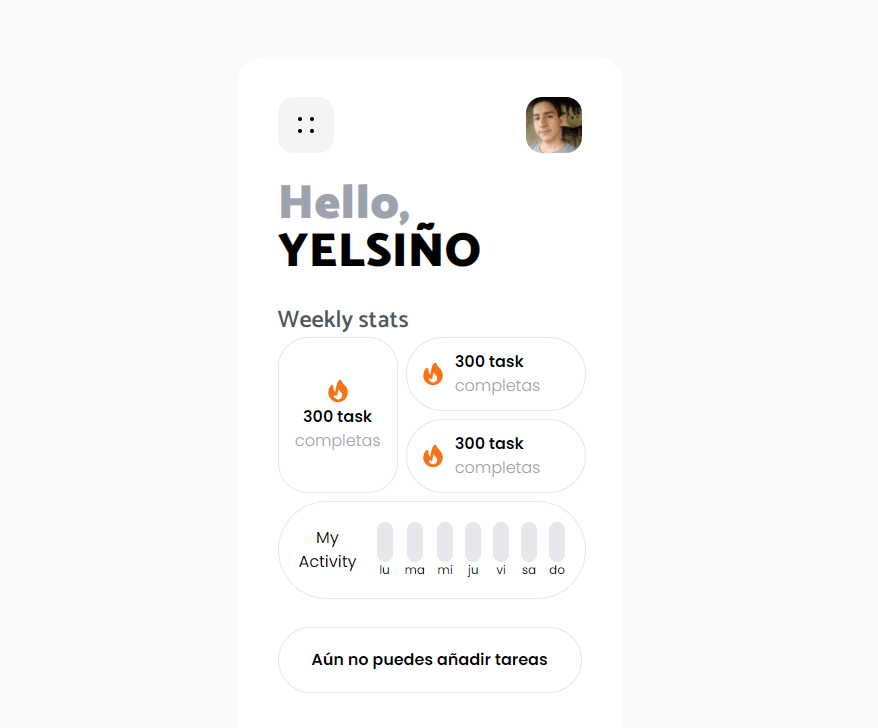 Hello,
YELSIÑO
Weekly stats
300 task
completas
300 task
completas
300 task
completas
My
Activity
lu ma mi ju vi sa do
Aún no puedes añadir tareas